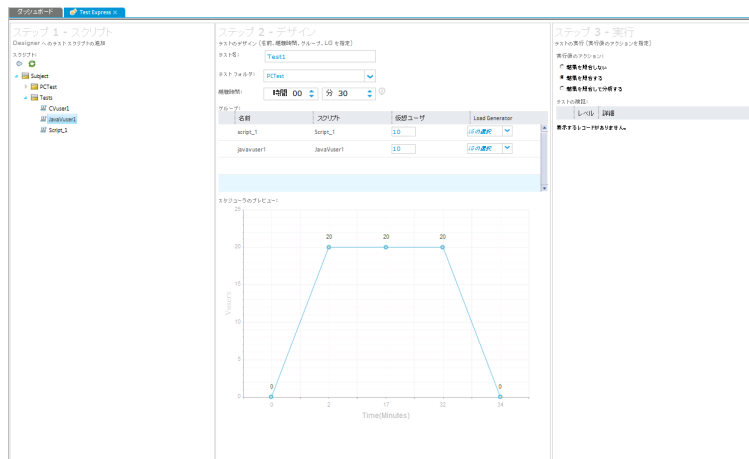 ダッシュボード
Test Express ×
ステップ 1 - スクリプト
Designer へのテスト スクリプトの追加
スクリプト:
Subject
PCTest
Tests
CVuser1
JavaVuser1
Script_1
ステップ 2 - デザイン
テストのデザイン (名前, 継続時間, グループ, LG を指定)
テスト名:
Test1
テスト フォルダ:
PCTest
継続時間:
時間 00
分 30
グループ:
名前 スクリプト 仮想ユーザ Load Generator
script_1 Script_1 10 LG の選択
javavuser1 JavaVuser1 10 LG の選択
スケジューラのプレビュー:
25
20
15
10
5
0
Vusers
0 20 20 20 0
0 2 17 32 34
Time(Minutes)
ステップ 3 - 実行
テストの実行 (実行後のアクションを指定)
実行後のアクション:
結果を照合しない
結果を照合する
結果を照合して分析する
テストの検証:
レベル 詳細
表示するレコードがありません。